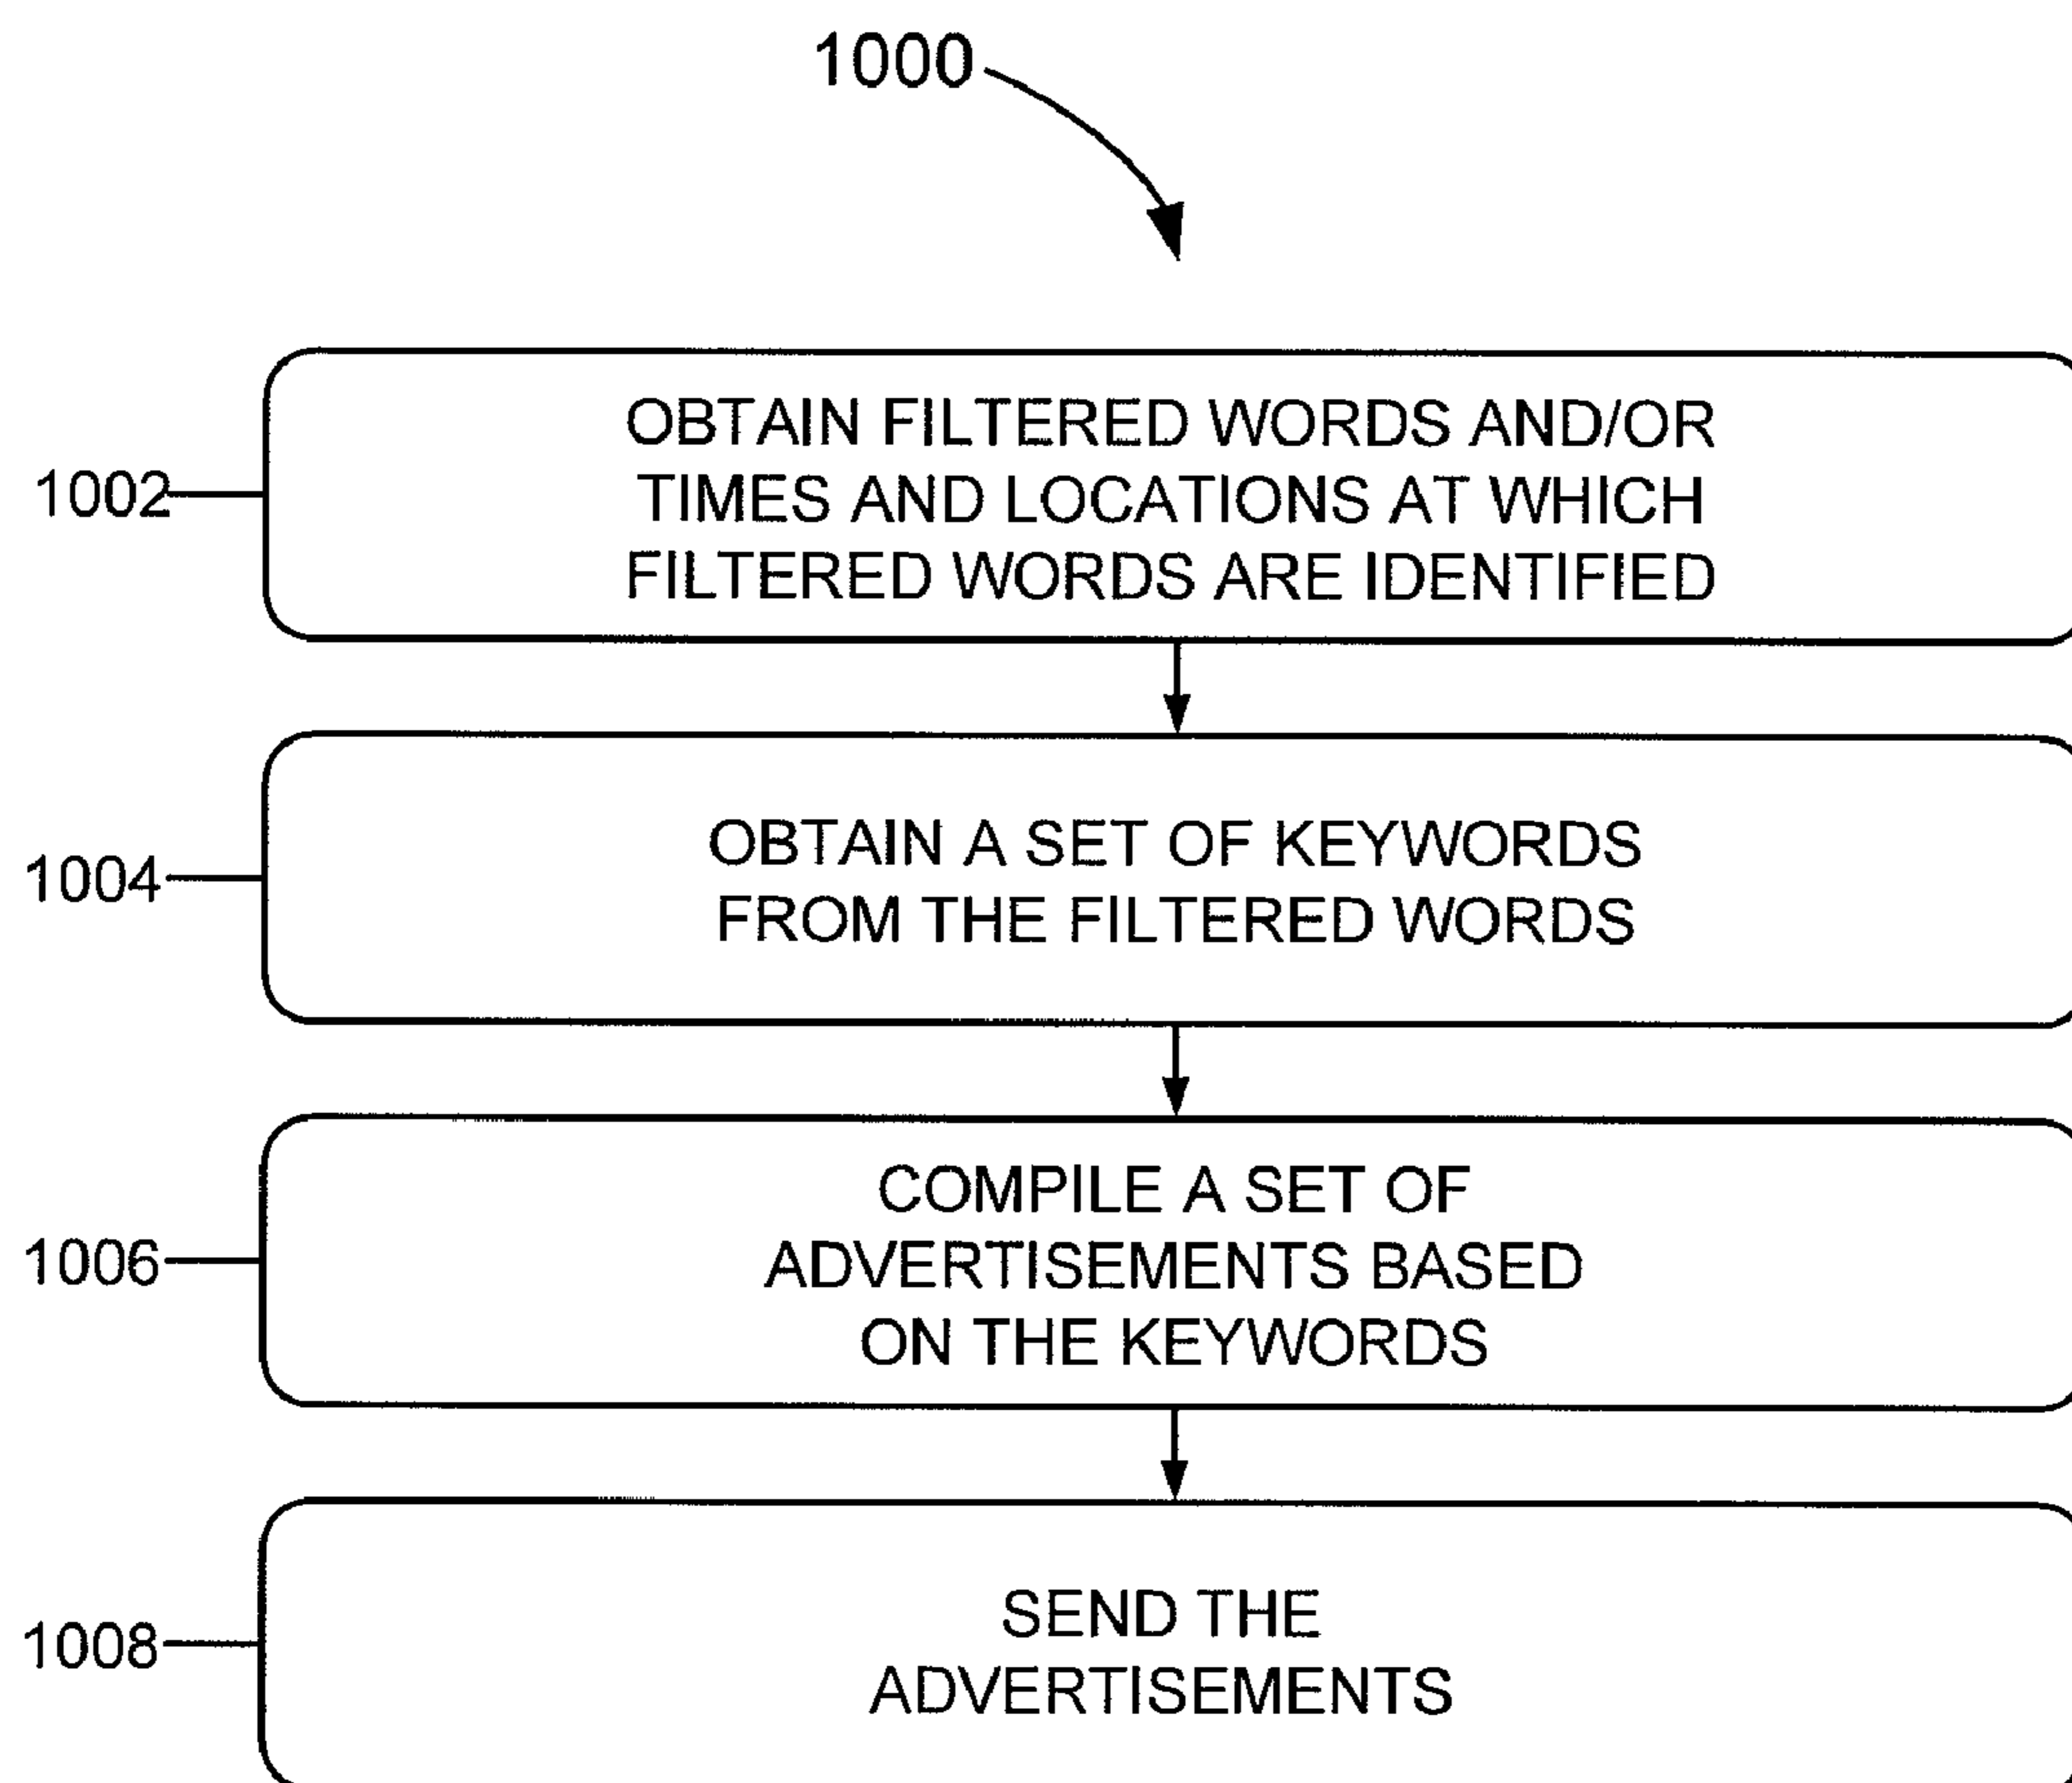 1000
1002
OBTAIN FILTERED WORDS AND/OR
TIMES AND LOCATIONS AT WHICH
FILTERED WORDS ARE IDENTIFIED
1004
OBTAIN A SET OF KEYWORDS
FROM THE FILTERED WORDS
1006
COMPILE A SET OF
ADVERTISEMENTS BASED
ON THE KEYWORDS
1008
SEND THE
ADVERTISEMENTS